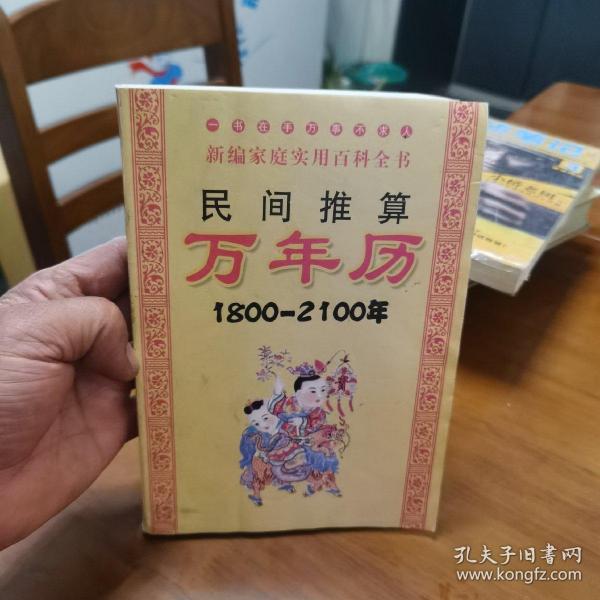 一书在手万事不求人
新编家庭实用百科全书
民间推算
万年历
1800-2100年
孔夫子旧书网
www.kongfz.com